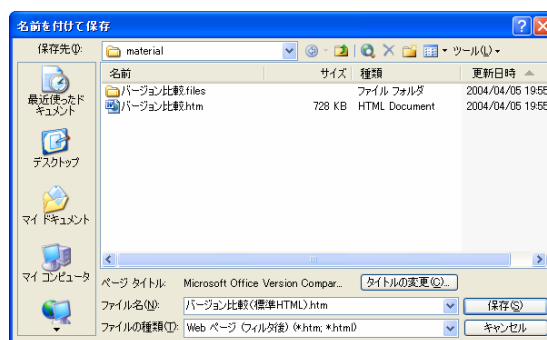 名前を付けて保存
保存先(I): material ツール(L)
名前 サイズ 種類 更新日時
バージョン比較.files ファイル フォルダ 2004/04/05 19:55
バージョン比較.htm 728 KB HTML Document 2004/04/05 19:55
最近使ったドキュメント
デスクトップ
マイ ドキュメント
マイ コンピュータ
ページ タイトル: Microsoft Office Version Compar... タイトルの変更(C)...
ファイル名(N): バージョン比較(標準HTML).htm 保存(S)
ファイルの種類(T): Web ページ (フィルタ後) (*.htm; *.html) キャンセル